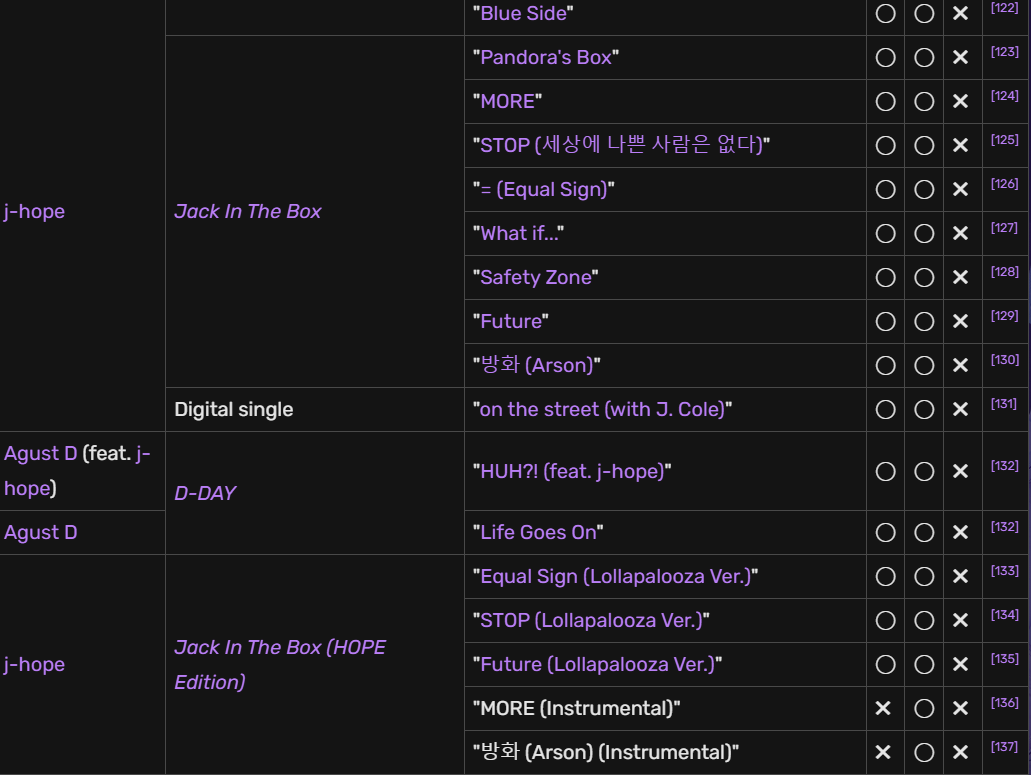 "Blue Side" ○ ○ ✕ [122]
j-hope
Jack In The Box
"Pandora's Box" ○ ○ ✕ [123]
"MORE" ○ ○ ✕ [124]
"STOP (세상에 나쁜 사람은 없다)" ○ ○ ✕ [125]
"= (Equal Sign)" ○ ○ ✕ [126]
"What if..." ○ ○ ✕ [127]
"Safety Zone" ○ ○ ✕ [128]
"Future" ○ ○ ✕ [129]
"방화 (Arson)" ○ ○ ✕ [130]
Digital single "on the street (with J. Cole)" ○ ○ ✕ [131]
Agust D (feat. j-
hope)
D-DAY
"HUH?! (feat. j-hope)" ○ ○ ✕ [132]
Agust D "Life Goes On" ○ ○ ✕ [132]
j-hope
Jack In The Box (HOPE
Edition)
"Equal Sign (Lollapalooza Ver.)" ○ ○ ✕ [133]
"STOP (Lollapalooza Ver.)" ○ ○ ✕ [134]
"Future (Lollapalooza Ver.)" ○ ○ ✕ [135]
"MORE (Instrumental)" ✕ ○ ✕ [136]
"방화 (Arson) (Instrumental)" ✕ ○ ✕ [137]